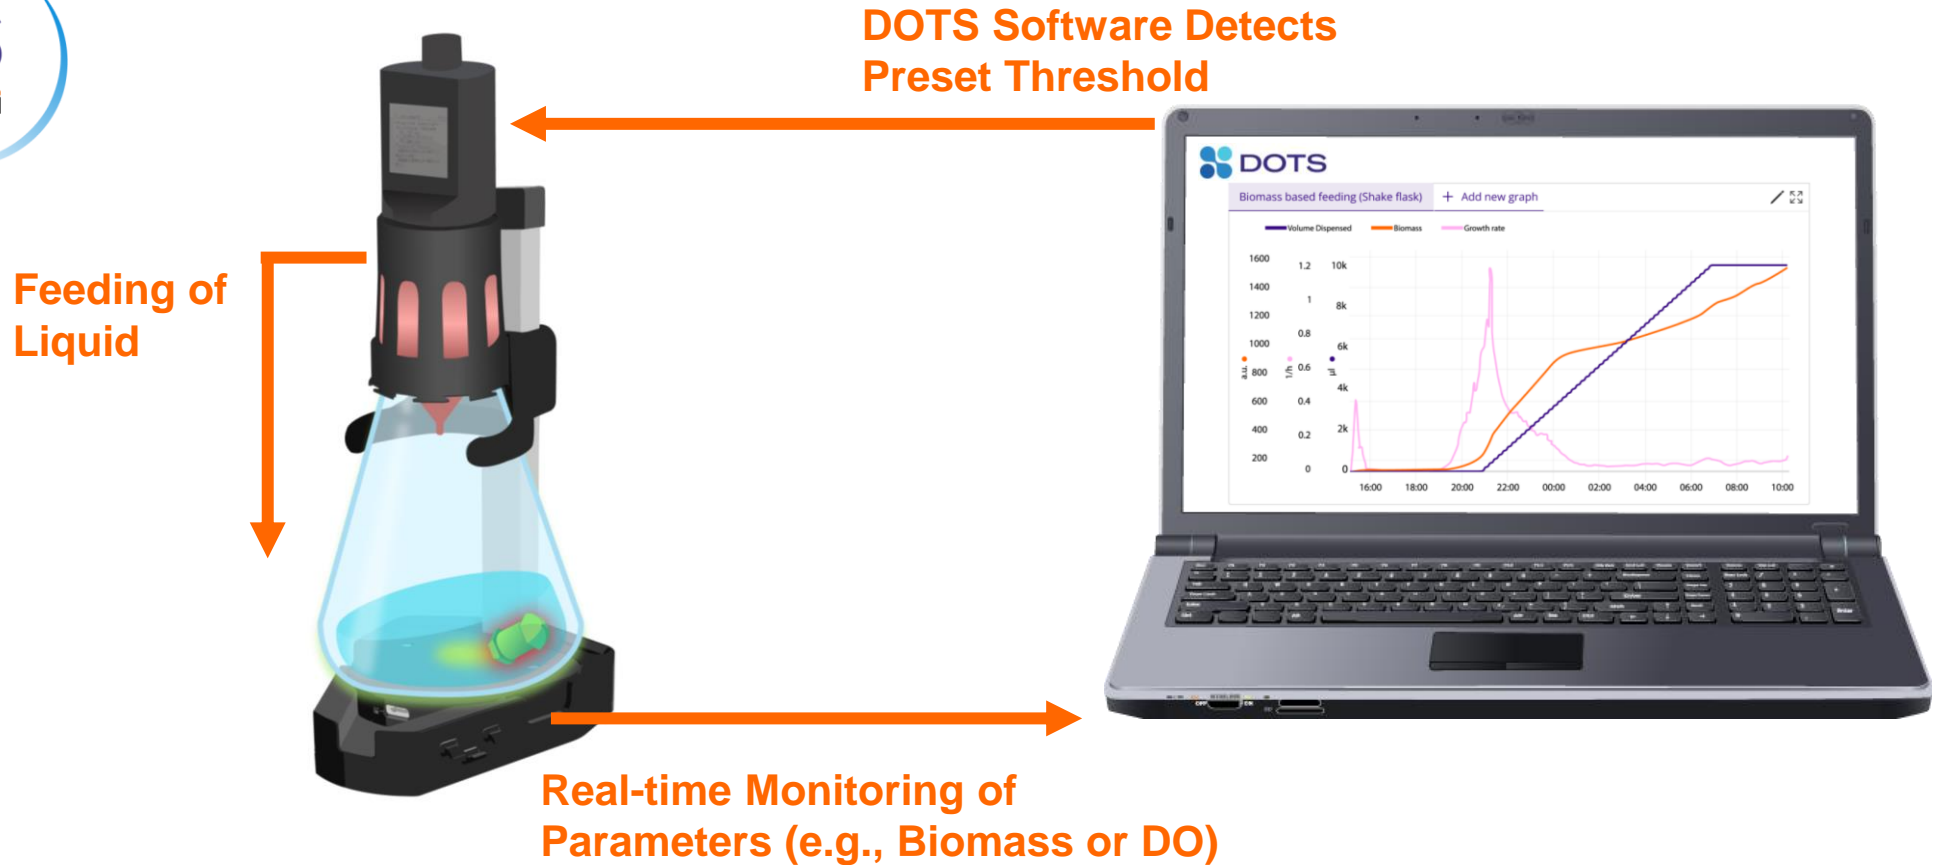 DOTS Software Detects
Preset Threshold
Feeding of
Liquid
DOTS
Biomass based feeding (Shake flask) + Add new graph
Volume Dispensed Biomass Growth rate
1600 1.2 10k
1400 1 8k
1200 0.8
1000 6k
800 0.6
600 0.4 4k
400 0.2 2k
200 0 0
a.u. 1/h µl
16:00 18:00 20:00 22:00 00:00 02:00 04:00 06:00 08:00 10:00
OFF ON
Real-time Monitoring of
Parameters (e.g., Biomass or DO)